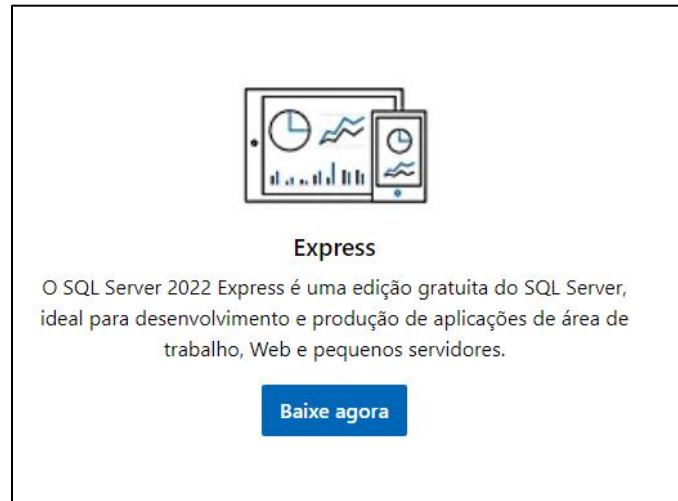 Express
O SQL Server 2022 Express é uma edição gratuita do SQL Server,
ideal para desenvolvimento e produção de aplicações de área de
trabalho, Web e pequenos servidores.
Baixe agora